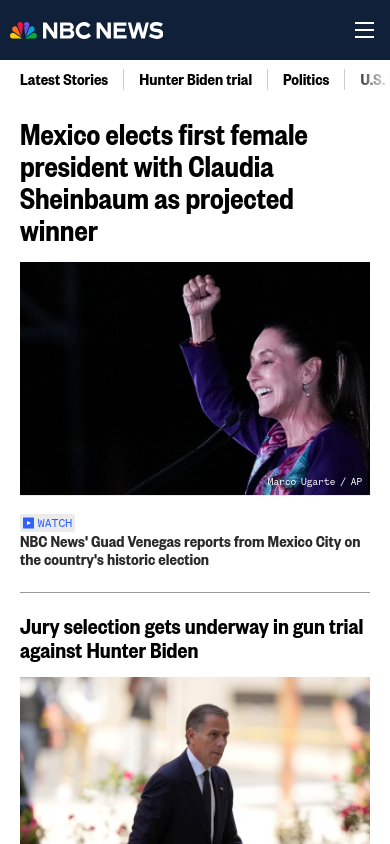 NBC NEWS
Latest Stories
Hunter Biden trial
Politics
U.S.
Mexico elects first female
president with Claudia
Sheinbaum as projected
winner
Marco Ugarte / AP
WATCH
NBC News' Guad Venegas reports from Mexico City on
the country's historic election
Jury selection gets underway in gun trial
against Hunter Biden